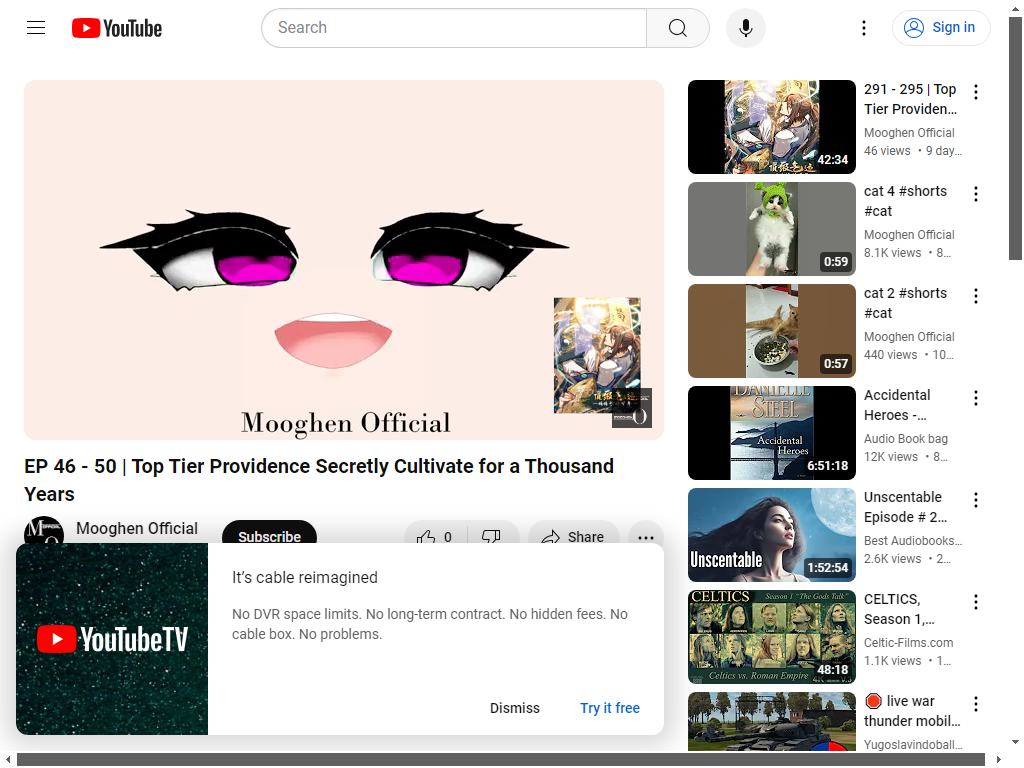 YouTube
Search
Sign in
Mooghen Official
EP 46 - 50 | Top Tier Providence Secretly Cultivate for a Thousand
Years
Mooghen Official
Subscribe
0
Share
YouTubeTV
It's cable reimagined
No DVR space limits. No long-term contract. No hidden fees. No
cable box. No problems.
Dismiss
Try it free
42:34
291 - 295 | Top
Tier Providen...
Mooghen Official
46 views • 9 day...
0:59
cat 4 #shorts
#cat
Mooghen Official
8.1K views • 8...
0:57
cat 2 #shorts
#cat
Mooghen Official
440 views • 10...
DANIELLE
STEEL
Accidental
Heroes
6:51:18
Accidental
Heroes -...
Audio Book bag
12K views • 8...
Unscentable
1:52:54
Unscentable
Episode # 2...
Best Audiobooks...
2.6K views • 2...
CELTICS Season 1 "The Gods Talk"
Celtics vs. Roman Empire
48:18
CELTICS,
Season 1,...
Celtic-Films.com
1.1K views • 1...
live war
thunder mobil...
Yugoslavindoball...